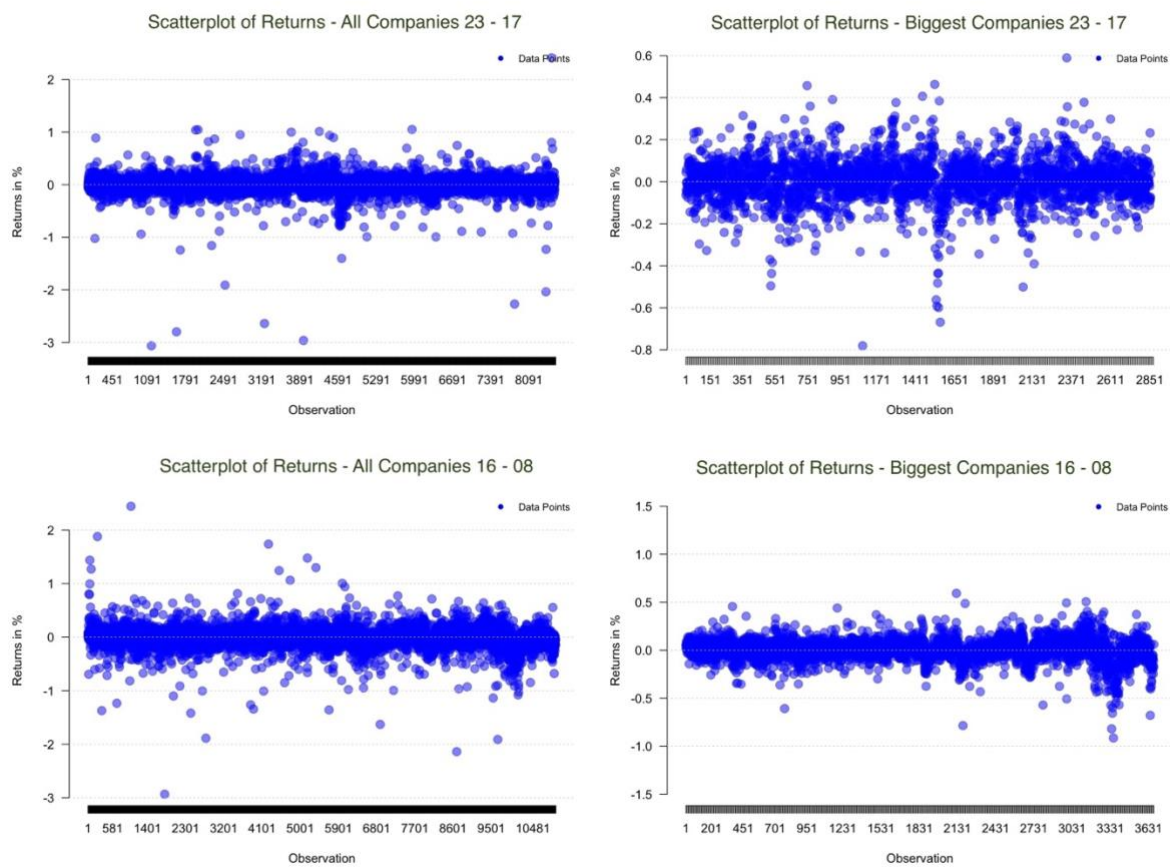 Scatterplot of Returns - All Companies 23 - 17
Data Points
Returns in %
2
1
0
-1
-2
-3
1 451 1091 1791 2491 3191 3891 4591 5291 5991 6691 7391 8091
Observation
Scatterplot of Returns - Biggest Companies 23 - 17
Data Points
Returns in %
0.6
0.4
0.2
0.0
-0.2
-0.4
-0.6
-0.8
1 151 351 551 751 951 1171 1411 1651 1891 2131 2371 2611 2851
Observation
Scatterplot of Returns - All Companies 16 - 08
Data Points
Returns in %
2
1
0
-1
-2
-3
1 581 1401 2301 3201 4101 5001 5901 6801 7701 8601 9501 10481
Observation
Scatterplot of Returns - Biggest Companies 16 - 08
Data Points
Returns in %
1.5
1.0
0.5
0.0
-0.5
-1.0
-1.5
1 201 451 701 951 1231 1531 1831 2131 2431 2731 3031 3331 3631
Observation